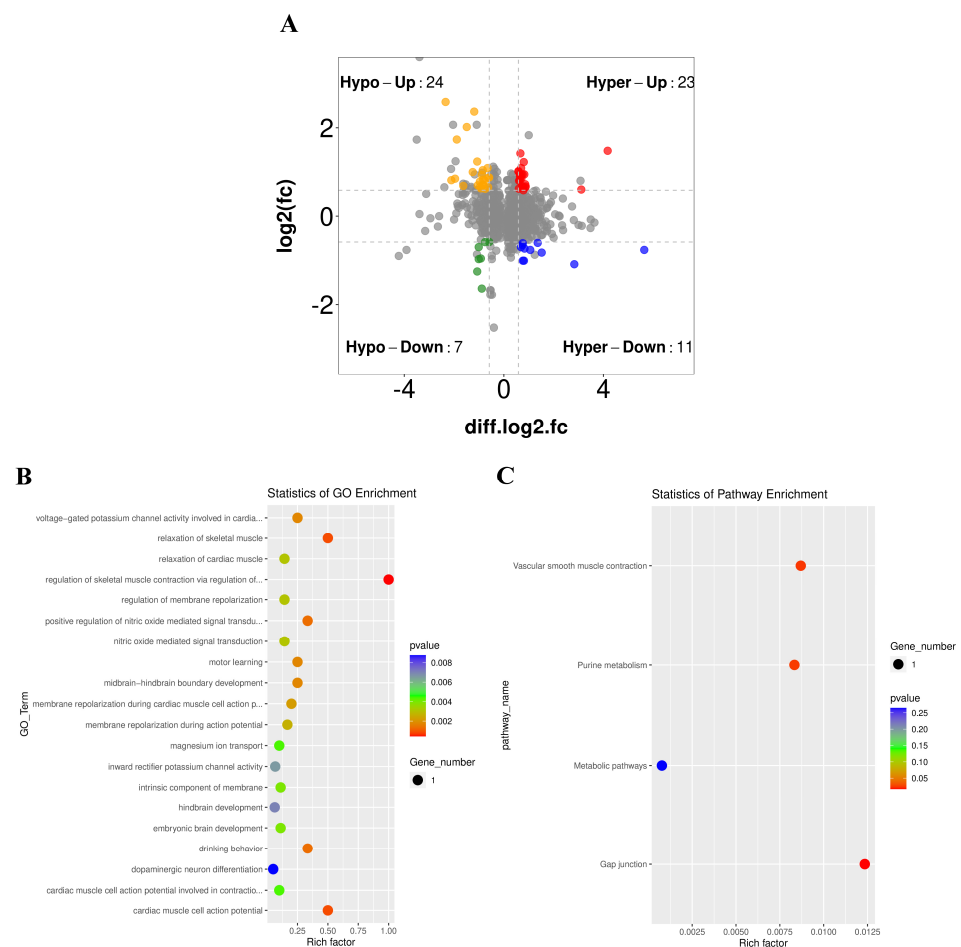 A
Hypo – Up : 24
Hyper – Up : 23
2
0
-2
log2(fc)
Hypo – Down : 7
Hyper – Down : 11
-4
0
4
diff.log2.fc
B
Statistics of GO Enrichment
voltage-gated potassium channel activity involved in cardia...
relaxation of skeletal muscle
relaxation of cardiac muscle
regulation of skeletal muscle contraction via regulation of...
regulation of membrane repolarization
positive regulation of nitric oxide mediated signal transdu...
nitric oxide mediated signal transduction
motor learning
midbrain-hindbrain boundary development
membrane repolarization during cardiac muscle cell action p...
membrane repolarization during action potential
magnesium ion transport
inward rectifier potassium channel activity
intrinsic component of membrane
hindbrain development
embryonic brain development
drinking behavior
dopaminergic neuron differentiation
cardiac muscle cell action potential involved in contractio...
cardiac muscle cell action potential
GO_Term
0.25
0.50
0.75
1.00
Rich factor
pvalue
0.008
0.006
0.004
0.002
Gene_number
1
C
Statistics of Pathway Enrichment
Vascular smooth muscle contraction
Purine metabolism
Metabolic pathways
Gap junction
pathway_name
0.0025
0.0050
0.0075
0.0100
0.0125
Rich factor
Gene_number
1
pvalue
0.25
0.20
0.15
0.10
0.05